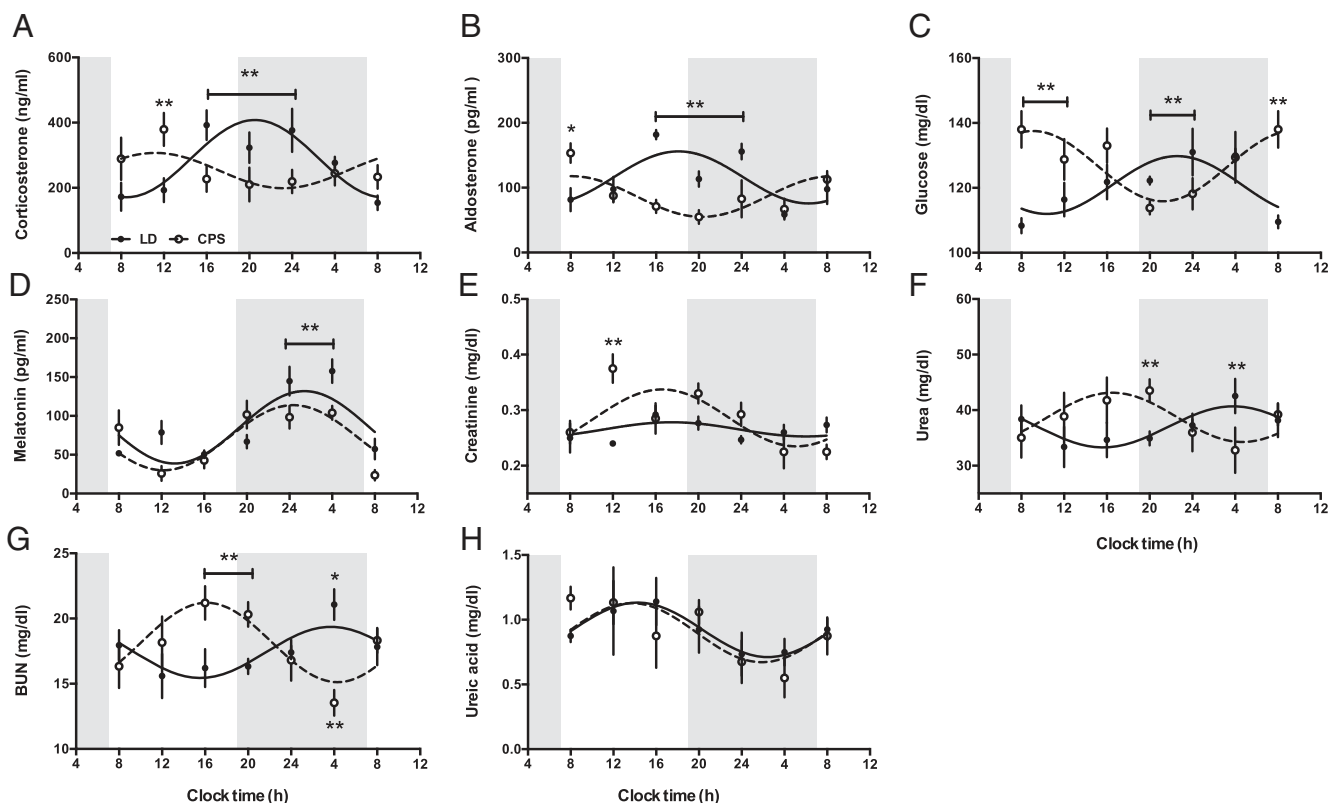 A
B
C
600
400
200
0
Corticosterone (ng/ml)
**
**
LD
CPS
4 8 12 16 20 24 4 8 12
300
200
100
0
Aldosterone (pg/ml )
*
**
4 8 12 16 20 24 4 8 12
160
140
120
100
Glucose (mg/dl)
**
**
**
4 8 12 16 20 24 4 8 12
D
E
F
250
200
150
100
50
0
Melatonin (pg/ml)
**
4 8 12 16 20 24 4 8 12
0.5
0.4
0.3
0.2
Creatinine (mg/dl)
**
4 8 12 16 20 24 4 8 12
60
50
40
30
Urea (mg/dl)
**
**
4 8 12 16 20 24 4 8 12
Clock time (h)
G
H
25
20
15
10
BUN (mg/dl)
**
*
**
4 8 12 16 20 24 4 8 12
Clock time (h)
1.5
1.0
0.5
0.0
Ureic acid (mg/dl)
4 8 12 16 20 24 4 8 12
Clock time (h)